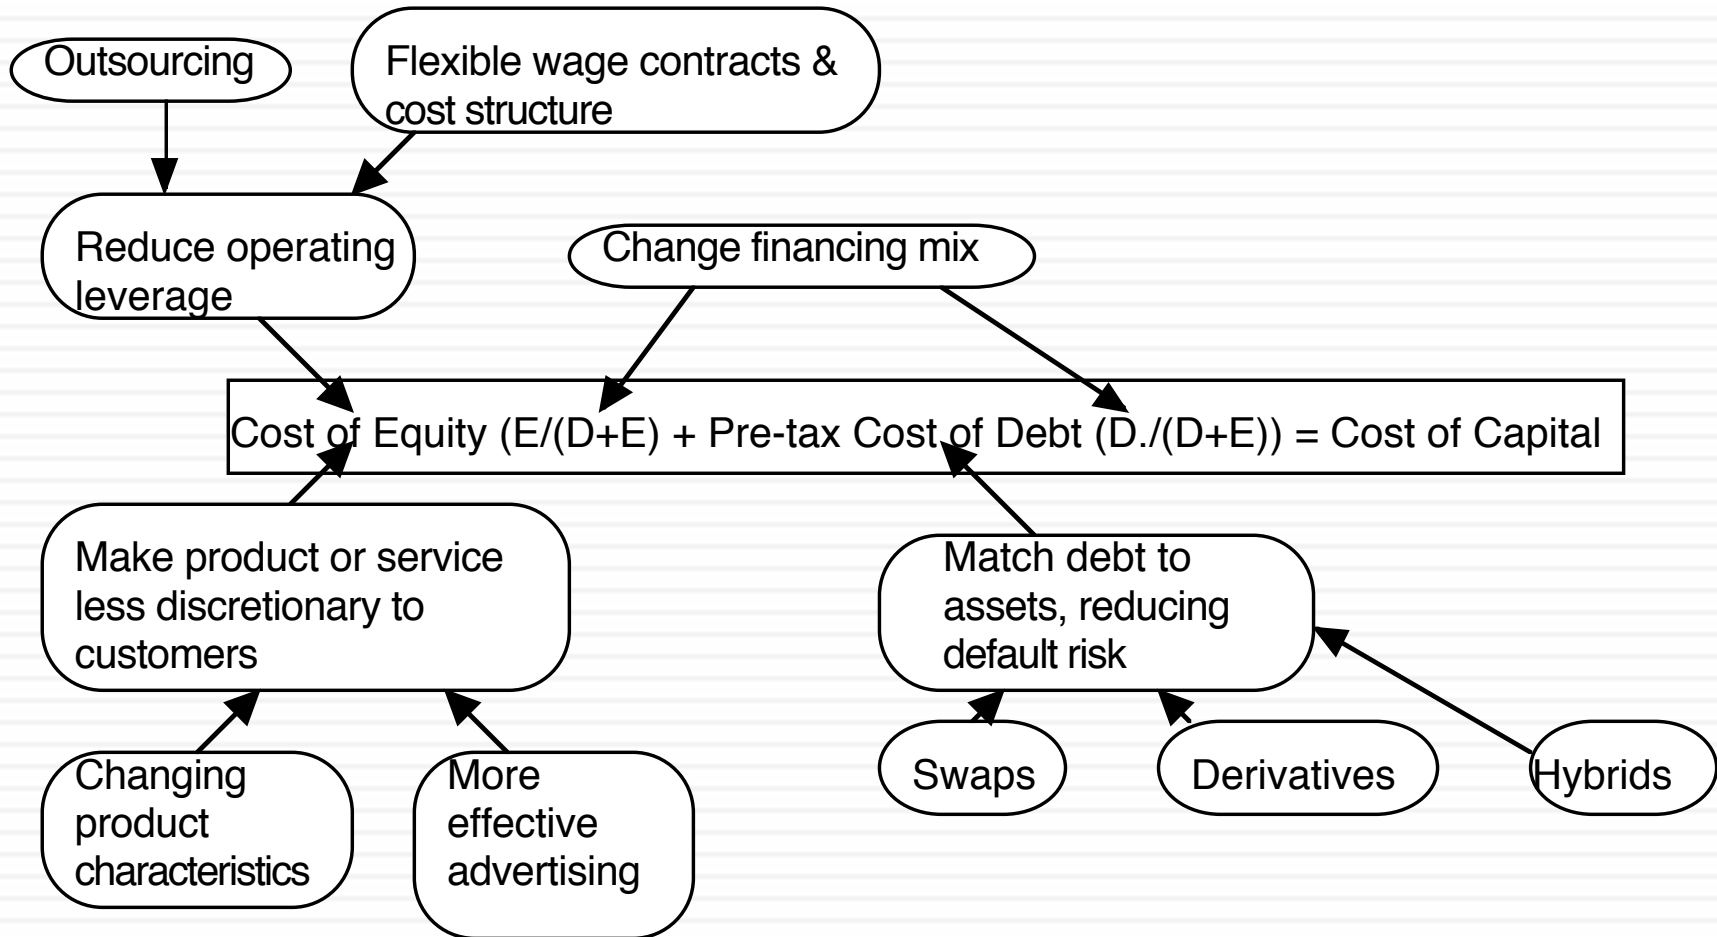 Outsourcing
Flexible wage contracts &
cost structure
Reduce operating
leverage
Change financing mix
Cost of Equity (E/(D+E) + Pre-tax Cost of Debt (D./(D+E)) = Cost of Capital
Make product or service
less discretionary to
customers
Match debt to
assets, reducing
default risk
Changing
product
characteristics
More
effective
advertising
Swaps
Derivatives
Hybrids